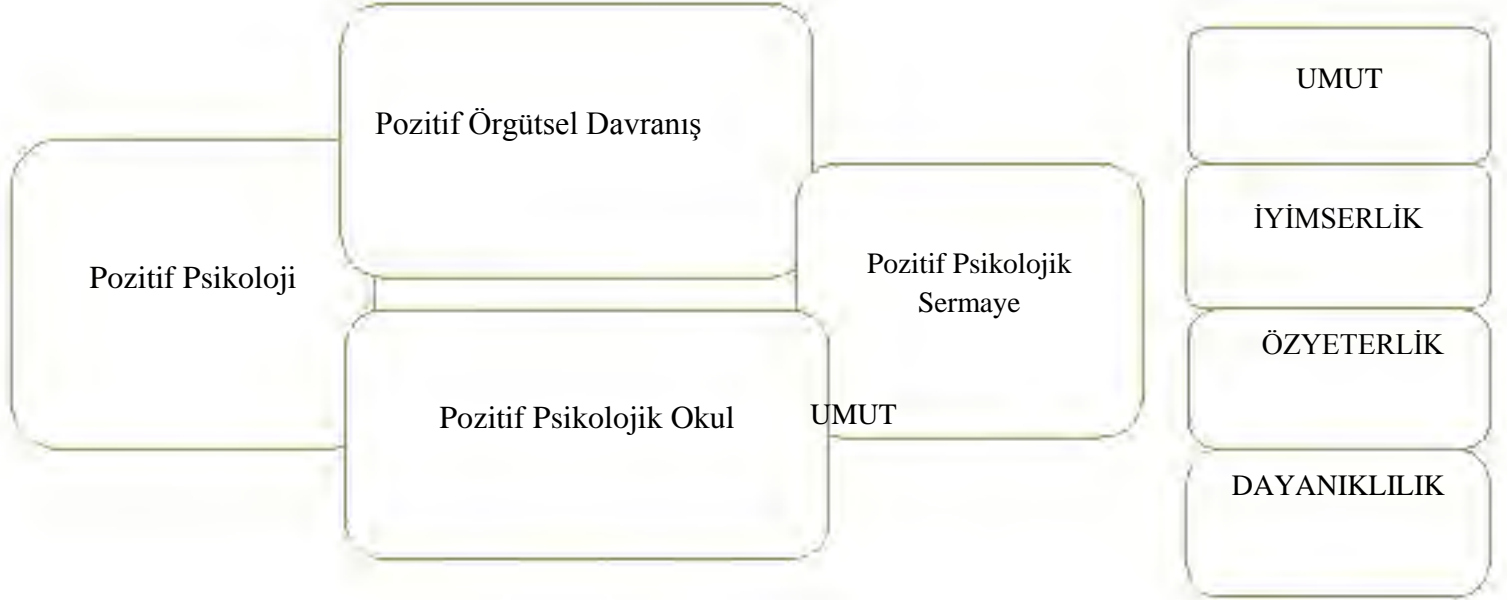 Pozitif Psikoloji
Pozitif Örgütsel Davranış
Pozitif Psikolojik Okul
UMUT
Pozitif Psikolojik
Sermaye
UMUT
İYİMSERLİK
ÖZYETERLİK
DAYANIKLILIK